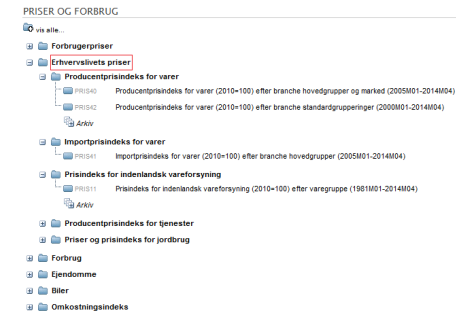 PRISER OG FORBRUG
vis alle...
Forbrugerpriser
Erhvervslivets priser
Producentprisindeks for varer
PRIS40 Producentprisindeks for varer (2010=100) efter branche hovedgrupper og marked (2005M01-2014M04)
PRIS42 Producentprisindeks for varer (2010=100) efter branche standardgrupperinger (2000M01-2014M04)
Arkiv
Importprisindeks for varer
PRIS41 Importprisindeks for varer (2010=100) efter branche hovedgrupper (2005M01-2014M04)
Prisindeks for indenlandsk vareforsyning
PRIS11 Prisindeks for indenlandsk vareforsyning (2010=100) efter varegruppe (1981M01-2014M04)
Arkiv
Producentprisindeks for tjenester
Priser og prisindeks for jordbrug
Forbrug
Ejendomme
Biler
Omkostningsindeks